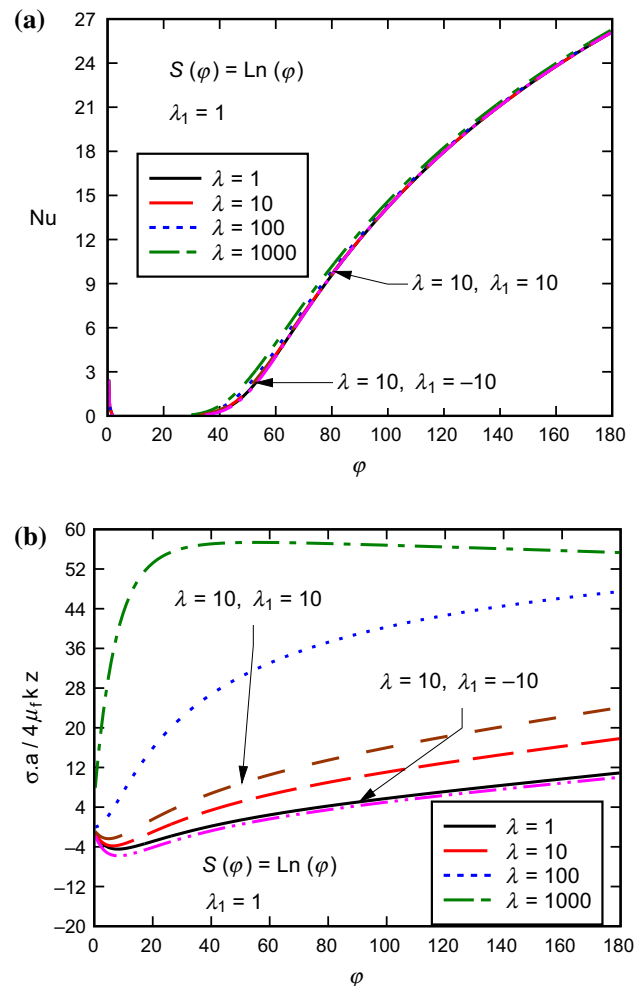 (a)
27
24
21
18
15
12
9
6
3
0
Nu
S (φ) = Ln (φ)
λ₁ = 1
λ = 1
λ = 10
λ = 100
λ = 1000
λ = 10, λ₁ = 10
λ = 10, λ₁ = –10
0 20 40 60 80 100 120 140 160 180
φ
(b)
60
52
44
36
28
20
12
4
–4
–12
–20
σ.a / 4μ_f k z
λ = 10, λ₁ = 10
λ = 10, λ₁ = –10
S (φ) = Ln (φ)
λ₁ = 1
λ = 1
λ = 10
λ = 100
λ = 1000
0 20 40 60 80 100 120 140 160 180
φ